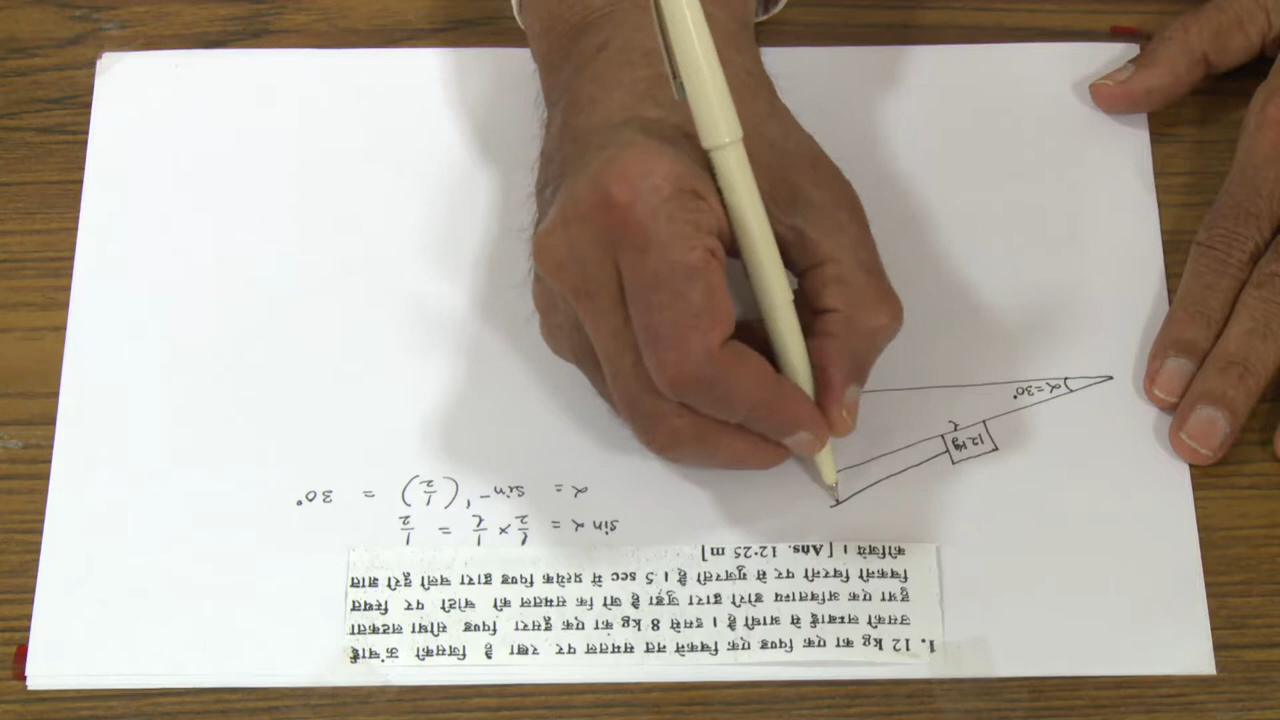 1. 12 kg का एक पिण्ड एक चिकने नत समतल पर रखा है जिसकी ऊँचाई
उसकी लम्बाई से आधी है । इससे 8 kg का एक दूसरा पिण्ड सीधा लटकता
हुआ एक अवितान्य डोरी द्वारा जुड़ा है जो कि समतल की चोटी पर स्थित
चिकनी घिरनी पर से गुजरती है । 5 sec में प्रत्येक पिण्ड द्वारा चली दूरी ज्ञात
कीजिये । [Ans. 12·25 m]
sin α = l/2 × 1/l = 1/2
α = sin⁻¹(1/2) = 30°
12 kg
l
α=30°